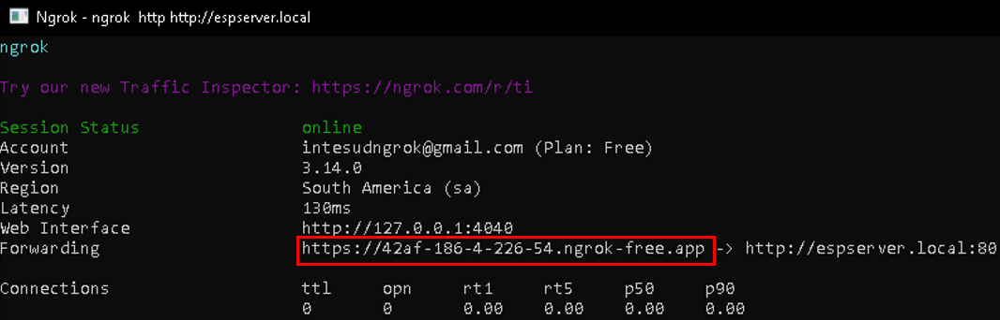 Ngrok - ngrok http http://espserver.local
ngrok
Try our new Traffic Inspector: https://ngrok.com/r/ti
Session Status online
Account intesudngrok@gmail.com (Plan: Free)
Version 3.14.0
Region South America (sa)
Latency 130ms
Web Interface http://127.0.0.1:4040
Forwarding https://42af-186-4-226-54.ngrok-free.app -> http://espserver.local:80
Connections ttl opn rt1 rt5 p50 p90
0 0 0.00 0.00 0.00 0.00